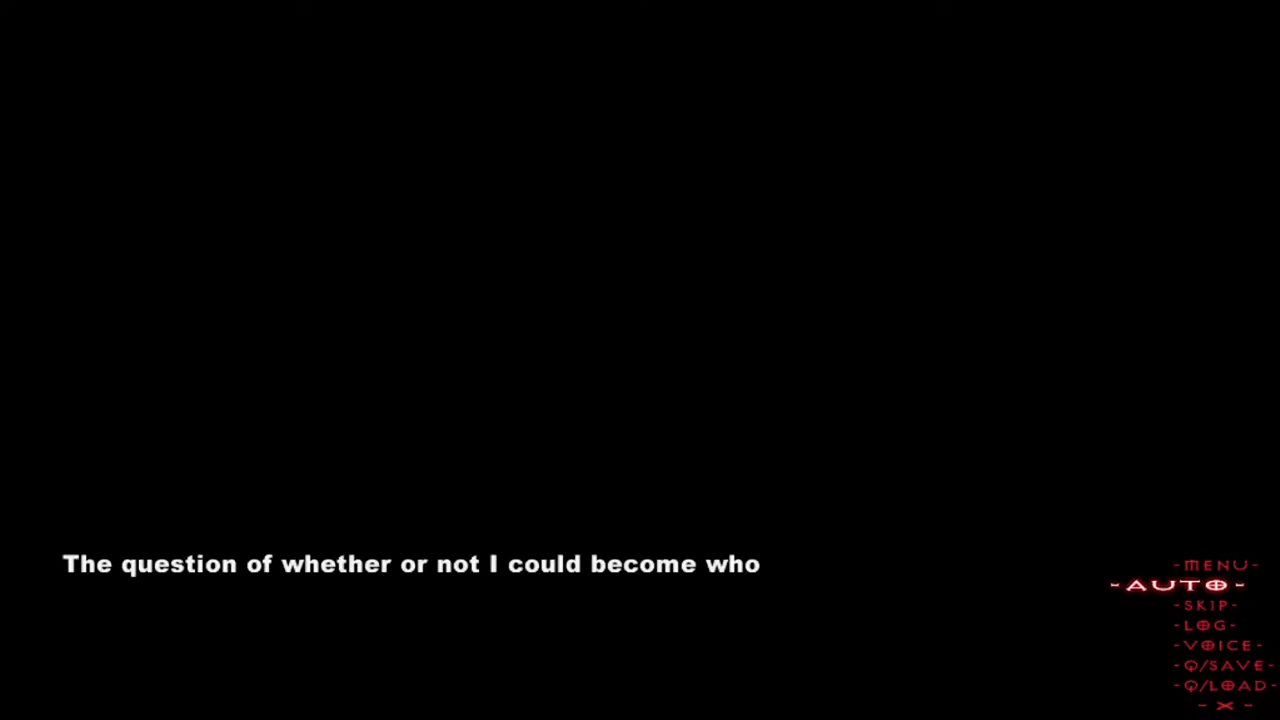 The question of whether or not I could become who
-MENU-
-AUTO-
-SKIP-
-LOG-
-VOICE-
-Q/SAVE-
-Q/LOAD-
-X-